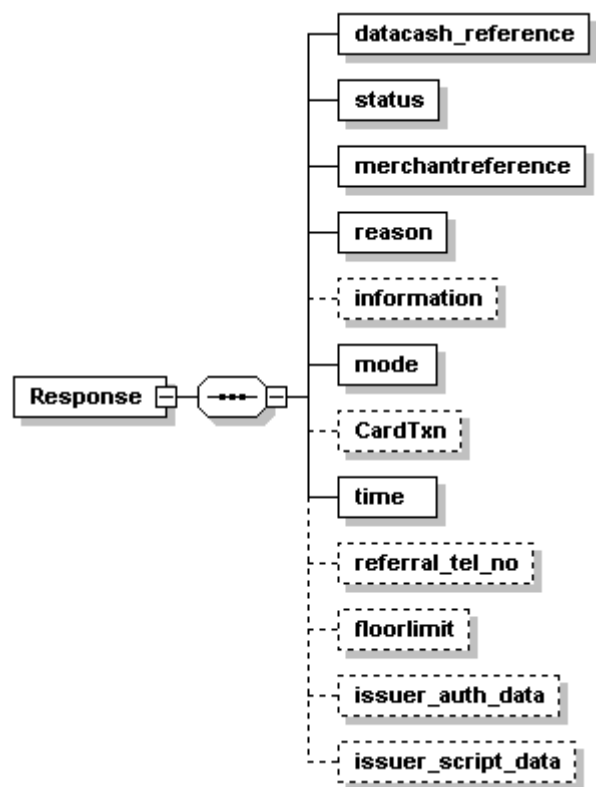 datacash_reference
status
merchantreference
reason
information
Response
mode
CardTxn
time
referral_tel_no
floorlimit
issuer_auth_data
issuer_script_data